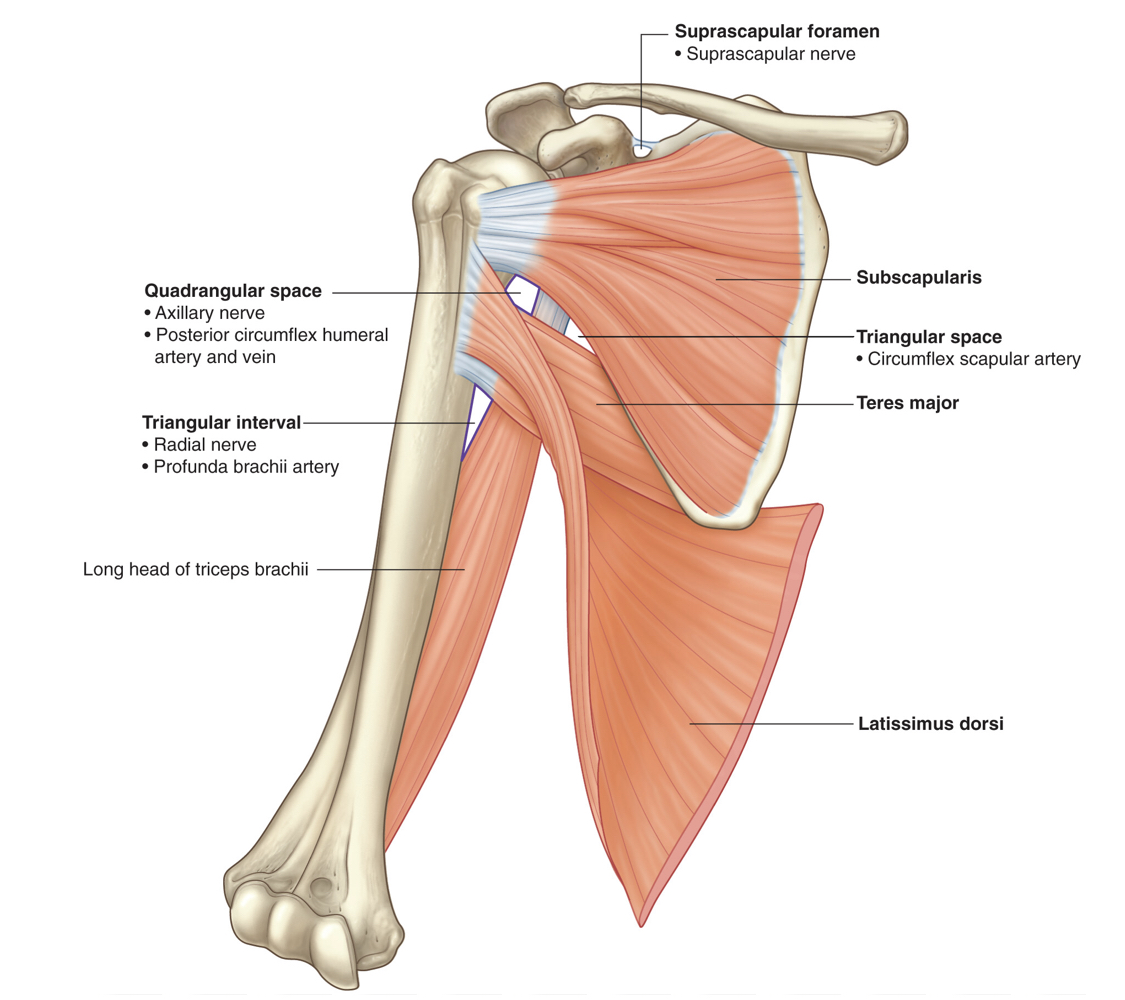 Suprascapular foramen
• Suprascapular nerve
Quadrangular space
• Axillary nerve
• Posterior circumflex humeral
artery and vein
Subscapularis
Triangular space
• Circumflex scapular artery
Teres major
Triangular interval
• Radial nerve
• Profunda brachii artery
Long head of triceps brachii
Latissimus dorsi